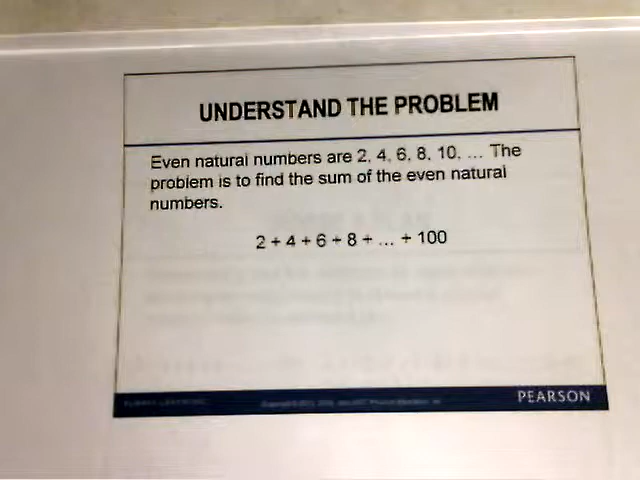 UNDERSTAND THE PROBLEM
Even natural numbers are 2, 4, 6, 8, 10, ... The
problem is to find the sum of the even natural
numbers.
2 + 4 + 6 + 8 + ... + 100
PEARSON